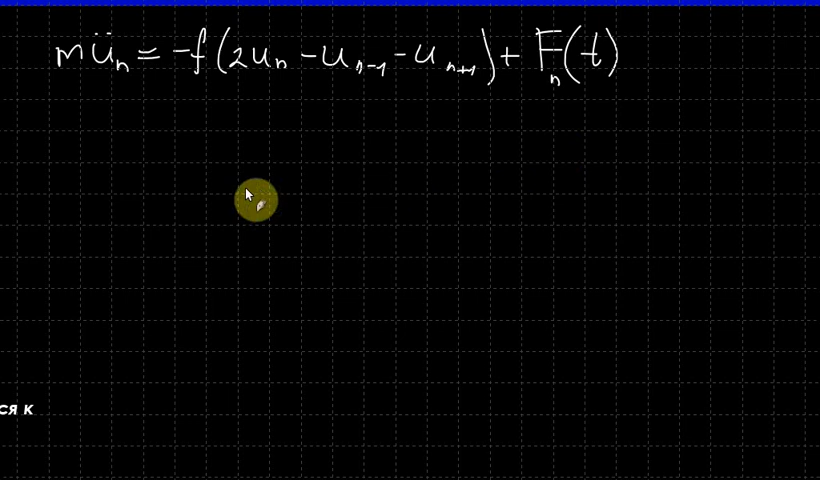 mü_n = -f(2u_n - u_{n-1} - u_{n+1}) + F_n(t)
ся к